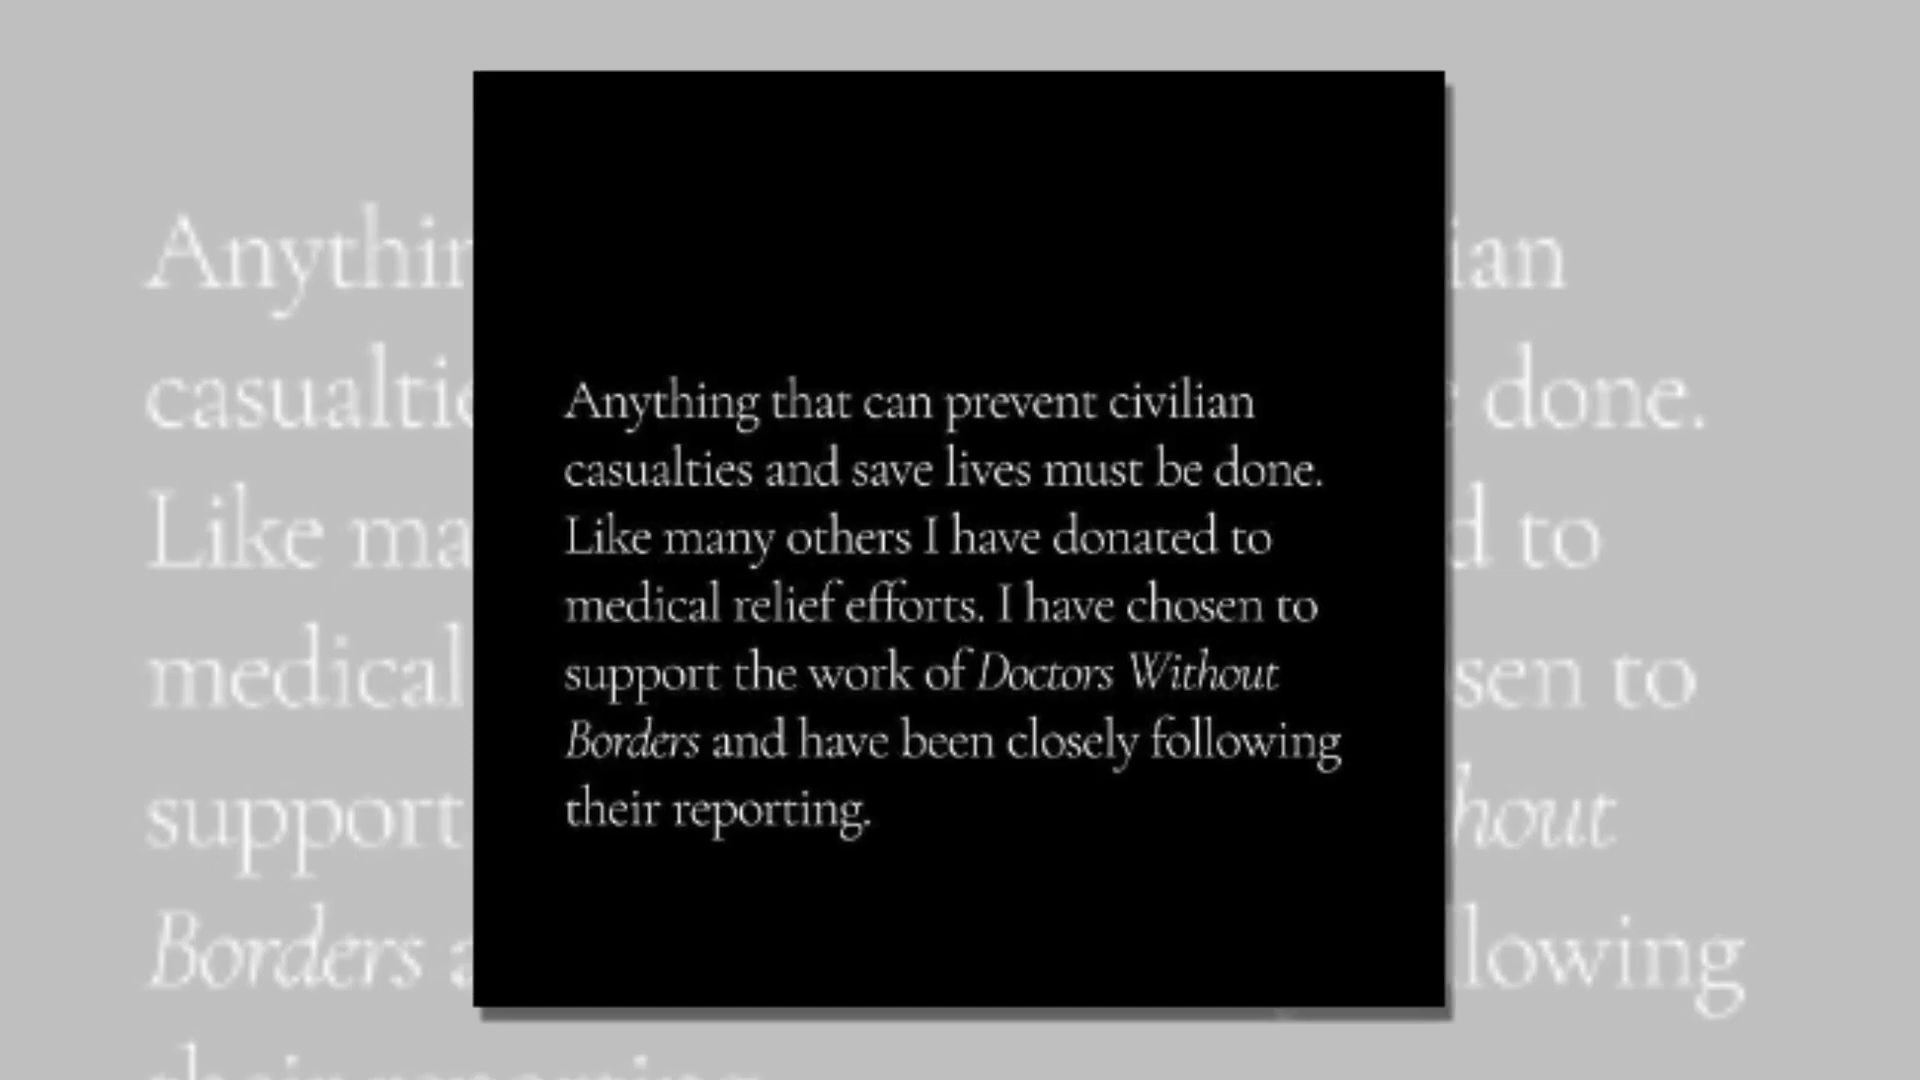 Anything that can prevent civilian
casualties and save lives must be done.
Like many others I have donated to
medical relief efforts. I have chosen to
support the work of Doctors Without
Borders and have been closely following
their reporting.